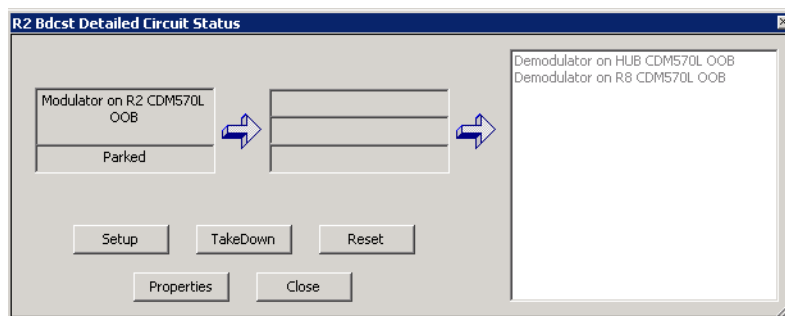 R2 Bdcst Detailed Circuit Status
Modulator on R2 CDM570L
OOB
Parked
Demodulator on HUB CDM570L OOB
Demodulator on R8 CDM570L OOB
Setup
TakeDown
Reset
Properties
Close